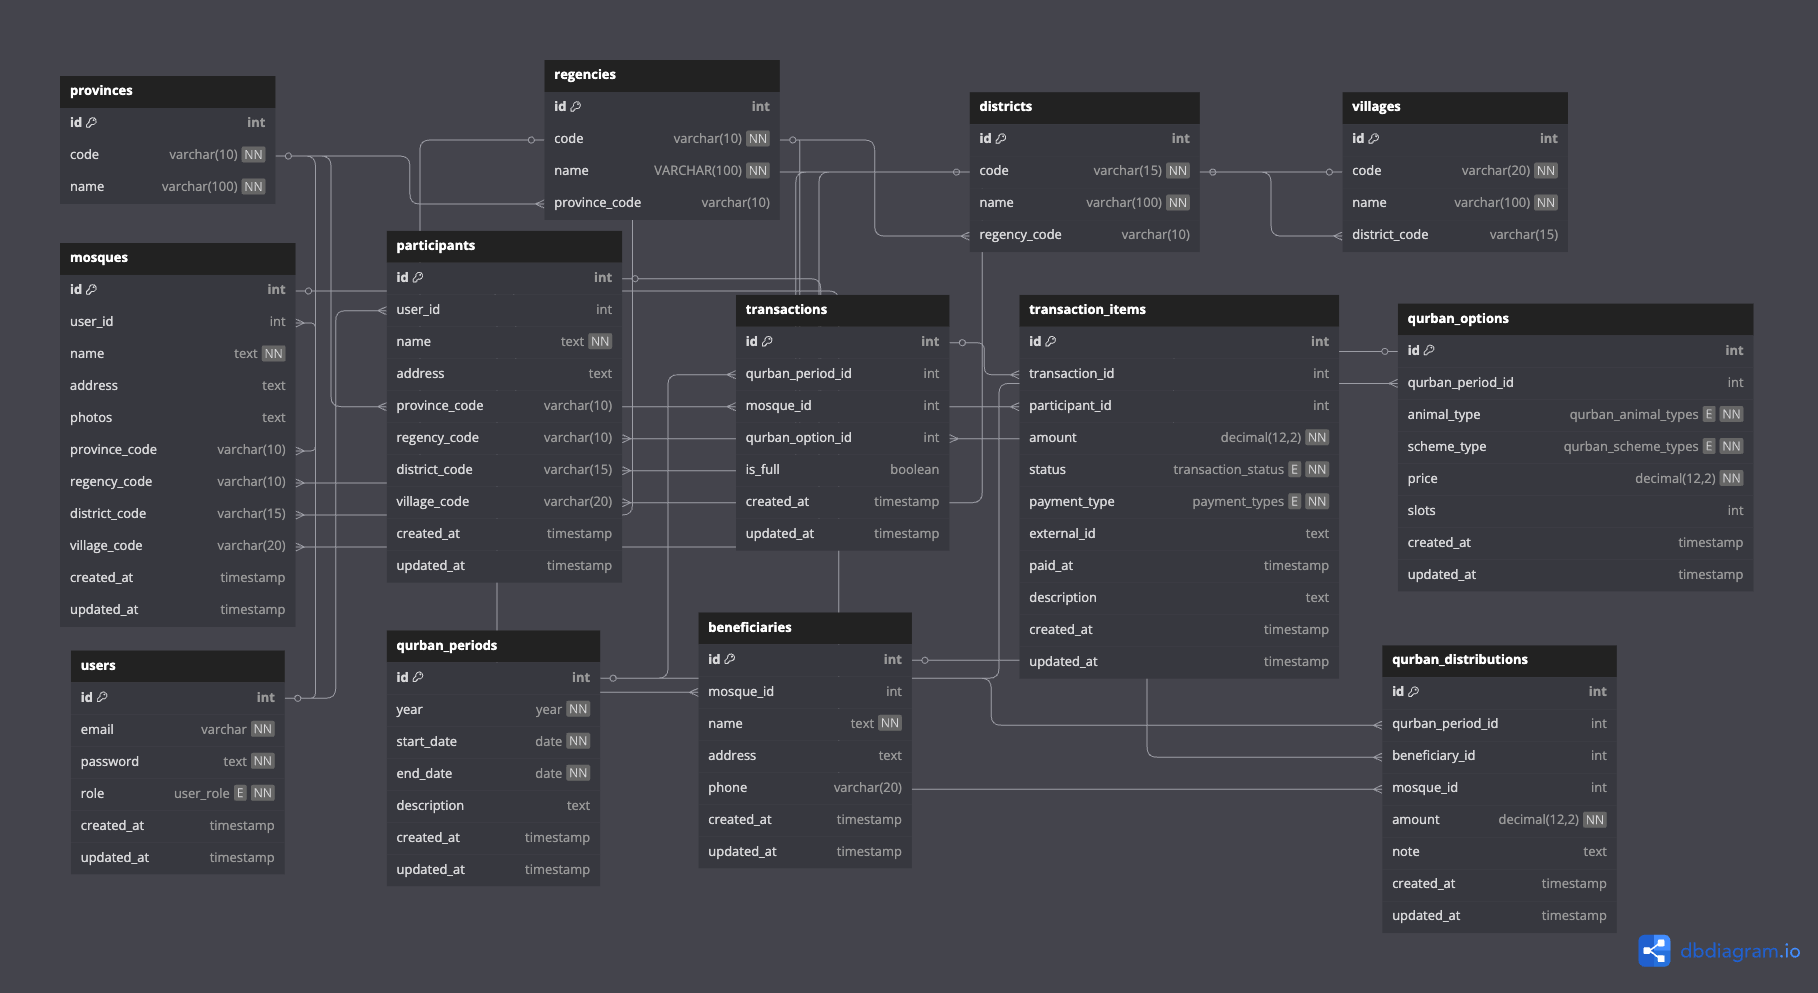 provinces
id int
code varchar(10) NN
name varchar(100) NN
regencies
id int
code varchar(10) NN
name VARCHAR(100) NN
province_code varchar(10)
districts
id int
code varchar(15) NN
name varchar(100) NN
regency_code varchar(10)
villages
id int
code varchar(20) NN
name varchar(100) NN
district_code varchar(15)
mosques
id int
user_id int
name text NN
address text
photos text
province_code varchar(10)
regency_code varchar(10)
district_code varchar(15)
village_code varchar(20)
created_at timestamp
updated_at timestamp
participants
id int
user_id int
name text NN
address text
province_code varchar(10)
regency_code varchar(10)
district_code varchar(15)
village_code varchar(20)
created_at timestamp
updated_at timestamp
transactions
id int
qurban_period_id int
mosque_id int
qurban_option_id int
is_full boolean
created_at timestamp
updated_at timestamp
transaction_items
id int
transaction_id int
participant_id int
amount decimal(12,2) NN
status transaction_status E NN
payment_type payment_types E NN
external_id text
paid_at timestamp
description text
created_at timestamp
updated_at timestamp
qurban_options
id int
qurban_period_id int
animal_type qurban_animal_types E NN
scheme_type qurban_scheme_types E NN
price decimal(12,2) NN
slots int
created_at timestamp
updated_at timestamp
users
id int
email varchar NN
password text NN
role user_role E NN
created_at timestamp
updated_at timestamp
qurban_periods
id int
year year NN
start_date date NN
end_date date NN
description text
created_at timestamp
updated_at timestamp
beneficiaries
id int
mosque_id int
name text NN
address text
phone varchar(20)
created_at timestamp
updated_at timestamp
qurban_distributions
id int
qurban_period_id int
beneficiary_id int
mosque_id int
amount decimal(12,2) NN
note text
created_at timestamp
updated_at timestamp
dbdiagram.io